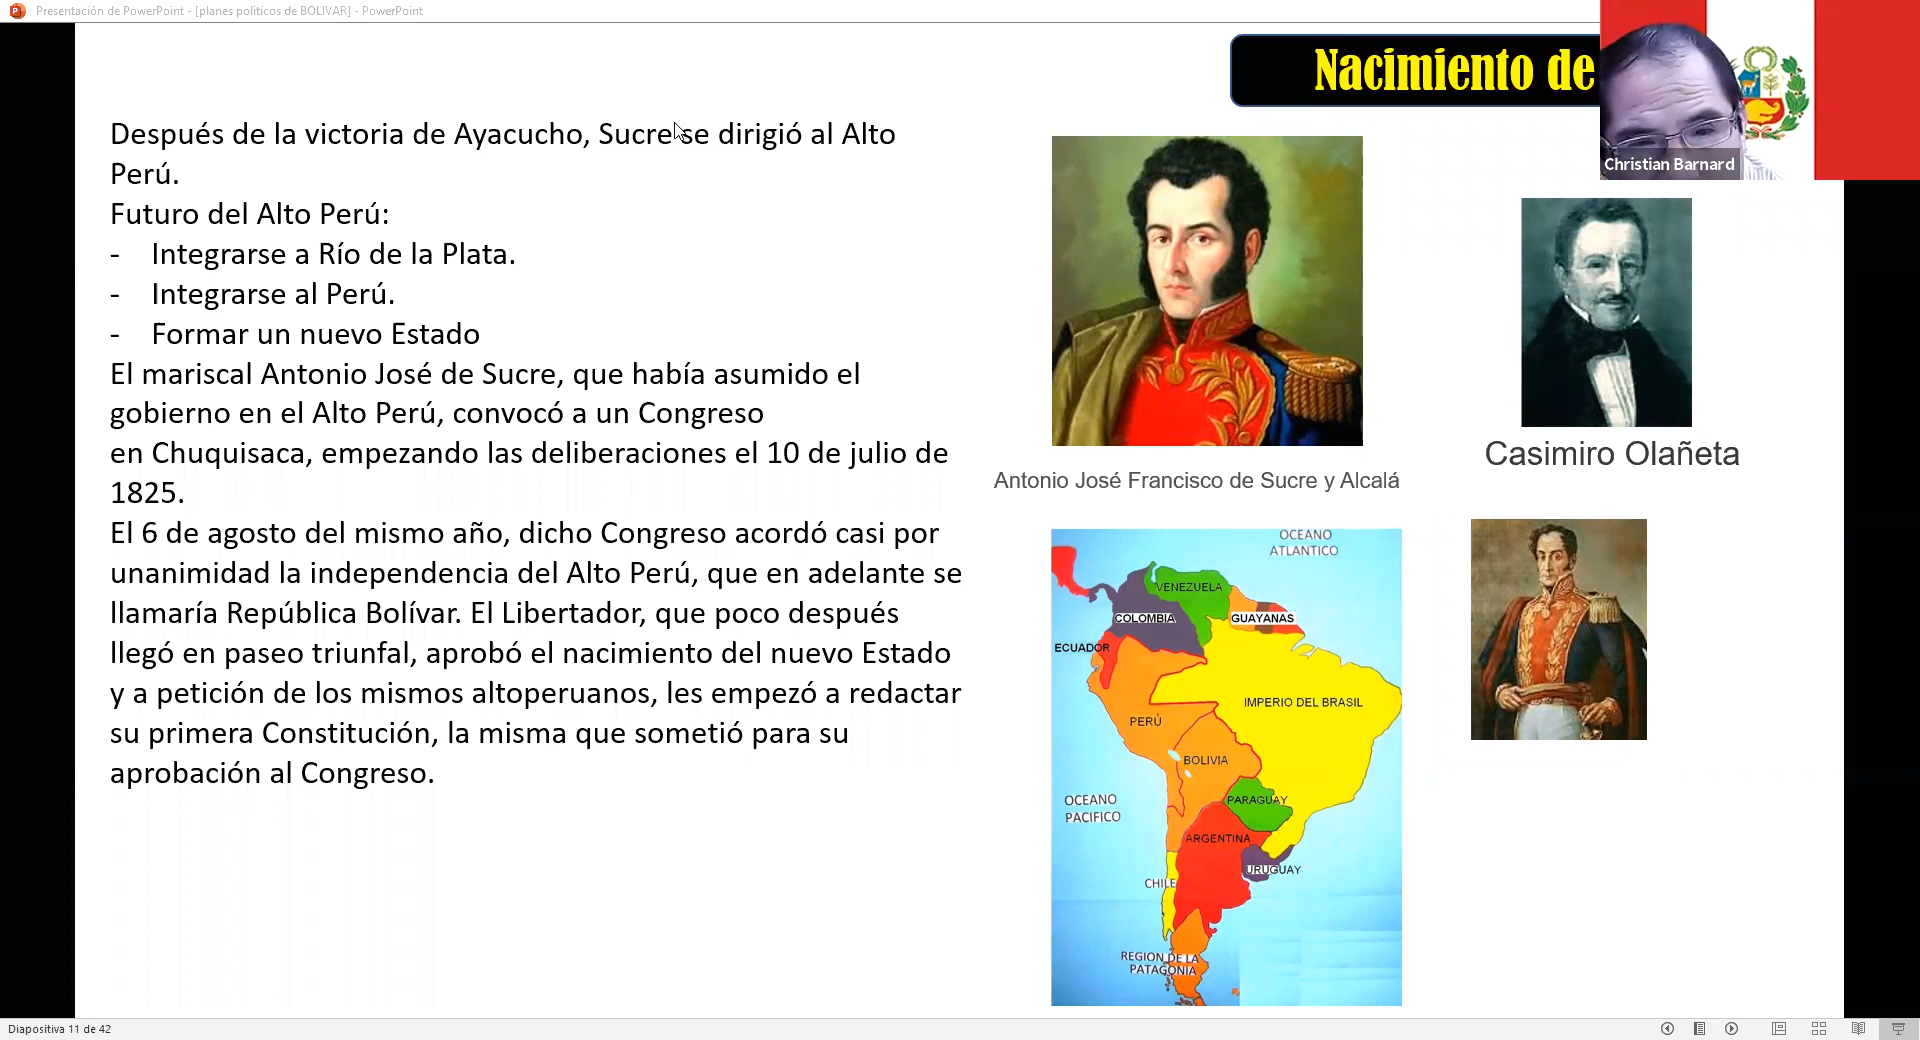 Presentación de PowerPoint - [planes politicos de BOLIVAR] - PowerPoint
Nacimiento de
Christian Barnard
Después de la victoria de Ayacucho, Sucre se dirigió al Alto
Perú.
Futuro del Alto Perú:
- Integrarse a Río de la Plata.
- Integrarse al Perú.
- Formar un nuevo Estado
El mariscal Antonio José de Sucre, que había asumido el
gobierno en el Alto Perú, convocó a un Congreso
en Chuquisaca, empezando las deliberaciones el 10 de julio de
1825.
El 6 de agosto del mismo año, dicho Congreso acordó casi por
unanimidad la independencia del Alto Perú, que en adelante se
llamaría República Bolívar. El Libertador, que poco después
llegó en paseo triunfal, aprobó el nacimiento del nuevo Estado
y a petición de los mismos altoperuanos, les empezó a redactar
su primera Constitución, la misma que sometió para su
aprobación al Congreso.
Antonio José Francisco de Sucre y Alcalá
Casimiro Olañeta
OCEANO
ATLANTICO
VENEZUELA
COLOMBIA
GUAYANAS
ECUADOR
IMPERIO DEL BRASIL
PERÚ
BOLIVIA
OCEANO
PACIFICO
PARAGUAY
ARGENTINA
URUGUAY
CHILE
REGION DE LA
PATAGONIA
Diapositiva 11 de 42